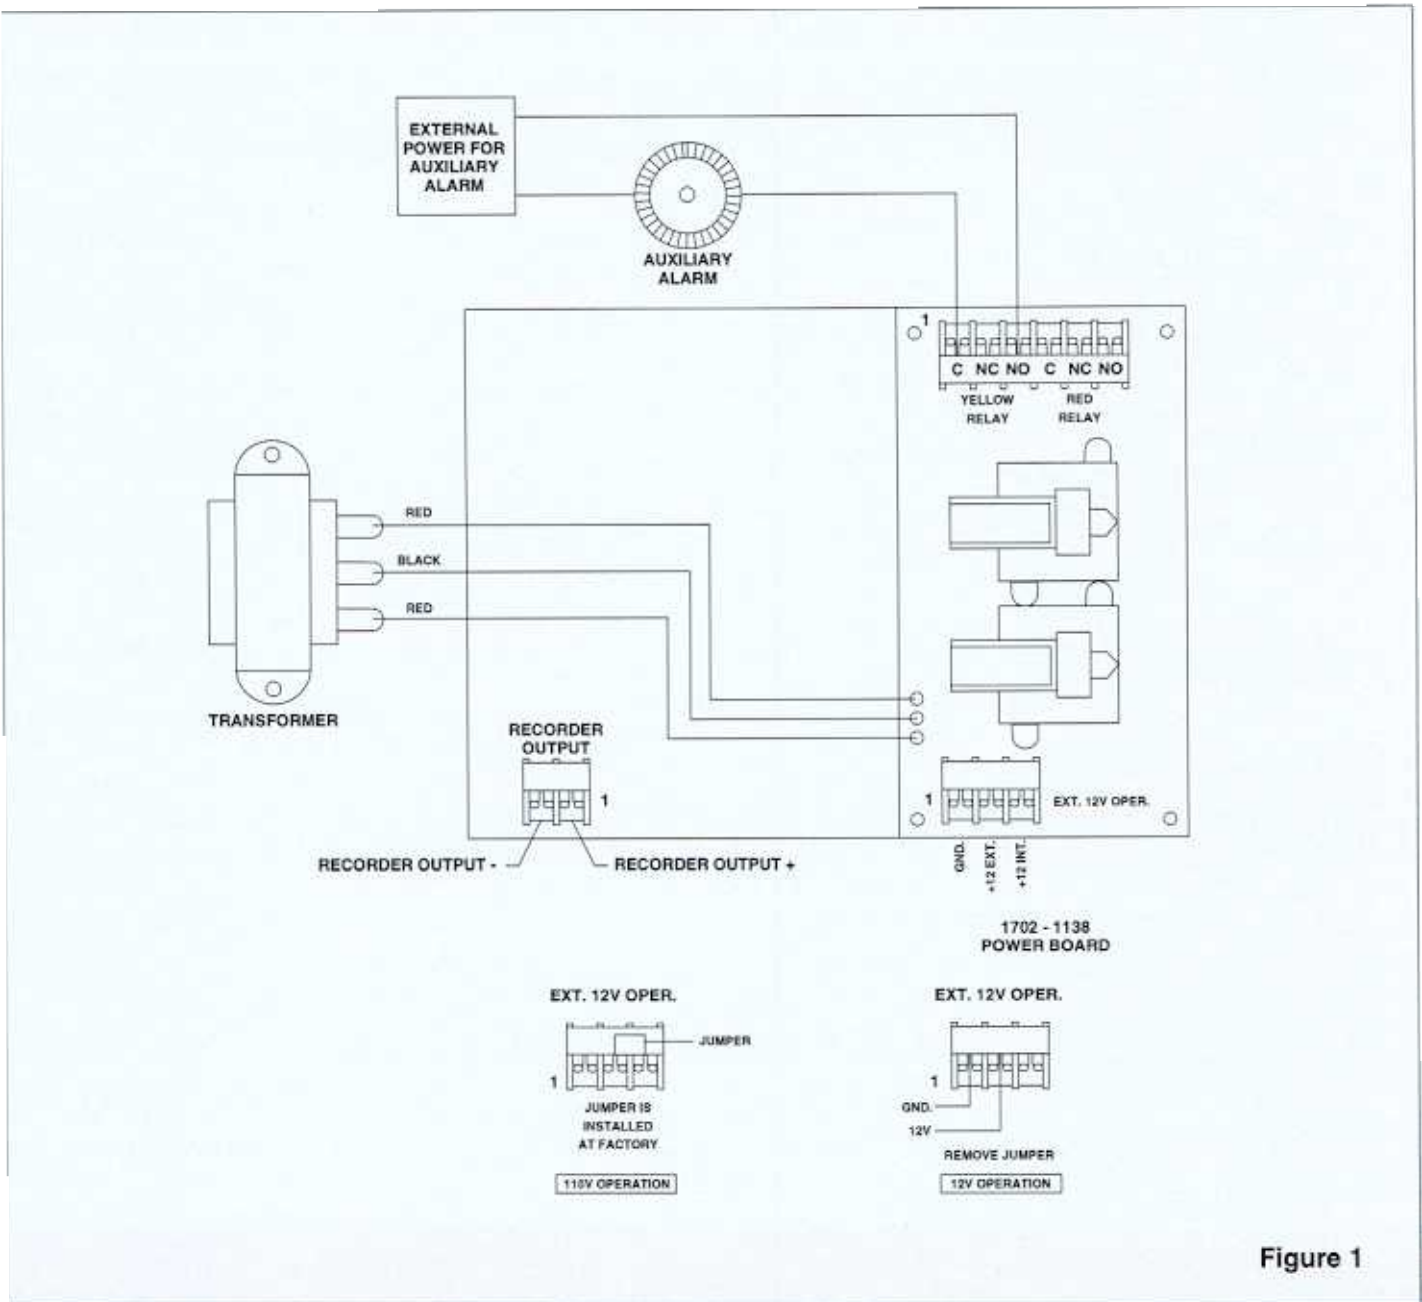 EXTERNAL
POWER FOR
AUXILIARY
ALARM
AUXILIARY
ALARM
1
C NC NO C NC NO
YELLOW
RELAY
RED
RELAY
RED
BLACK
RED
TRANSFORMER
RECORDER
OUTPUT
1
RECORDER OUTPUT -
RECORDER OUTPUT +
1
EXT. 12V OPER.
GND.
+12 EXT.
+12 INT.
1702 - 1138
POWER BOARD
EXT. 12V OPER.
JUMPER
1
JUMPER IS
INSTALLED
AT FACTORY
110V OPERATION
EXT. 12V OPER.
1
GND.
12V
REMOVE JUMPER
12V OPERATION
Figure 1